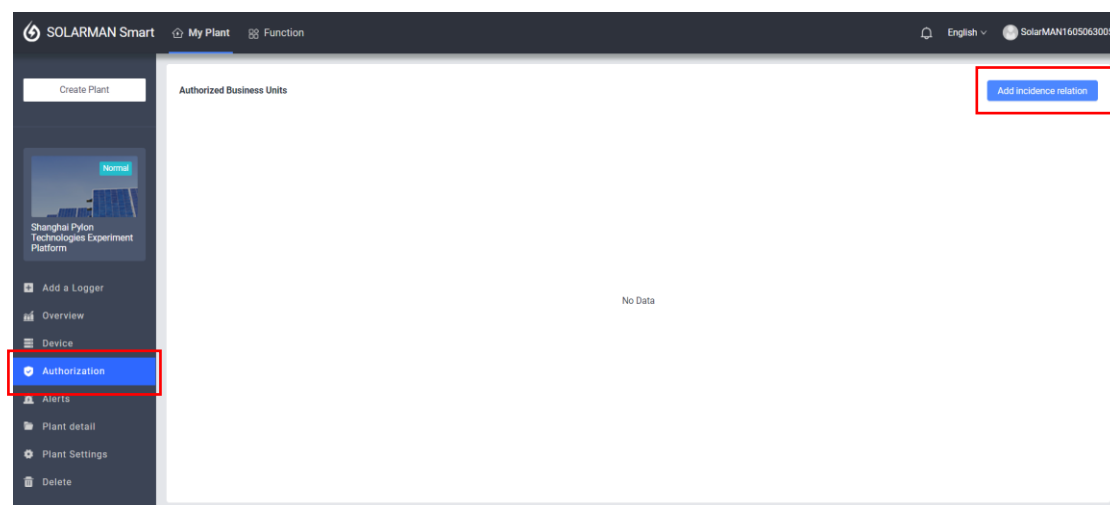 SOLARMAN Smart
My Plant
Function
English
SolarMAN160506300
Create Plant
Authorized Business Units
Add incidence relation
Normal
Shanghai Pylon
Technologies Experiment
Platform
Add a Logger
Overview
No Data
Device
Authorization
Alerts
Plant detail
Plant Settings
Delete